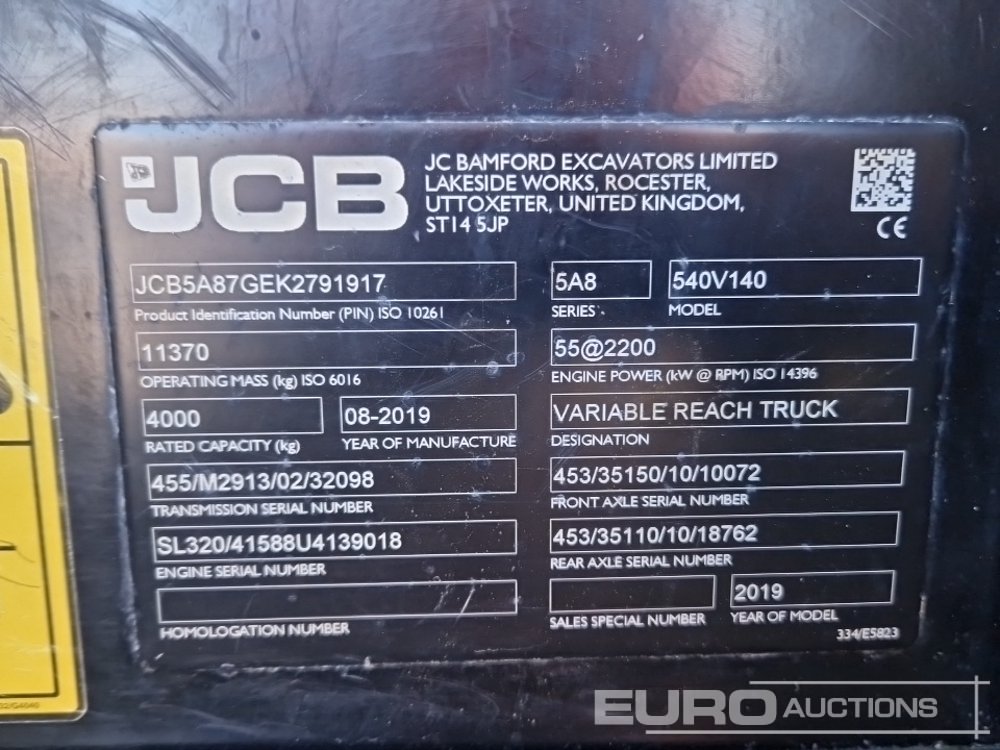 JCB
JC BAMFORD EXCAVATORS LIMITED
LAKESIDE WORKS, ROCESTER,
UTTOXETER, UNITED KINGDOM,
ST14 5JP
CE
JCB5A87GEK2791917
Product Identification Number (PIN) ISO 10261
5A8
SERIES
540V140
MODEL
11370
OPERATING MASS (kg) ISO 6016
55@2200
ENGINE POWER (kW @ RPM) ISO 14396
4000
RATED CAPACITY (kg)
08-2019
YEAR OF MANUFACTURE
VARIABLE REACH TRUCK
DESIGNATION
455/M2913/02/32098
TRANSMISSION SERIAL NUMBER
453/35150/10/10072
FRONT AXLE SERIAL NUMBER
SL320/41588U4139018
ENGINE SERIAL NUMBER
453/35110/10/18762
REAR AXLE SERIAL NUMBER
HOMOLOGATION NUMBER
SALES SPECIAL NUMBER
2019
YEAR OF MODEL
334/E5823
EURO AUCTIONS